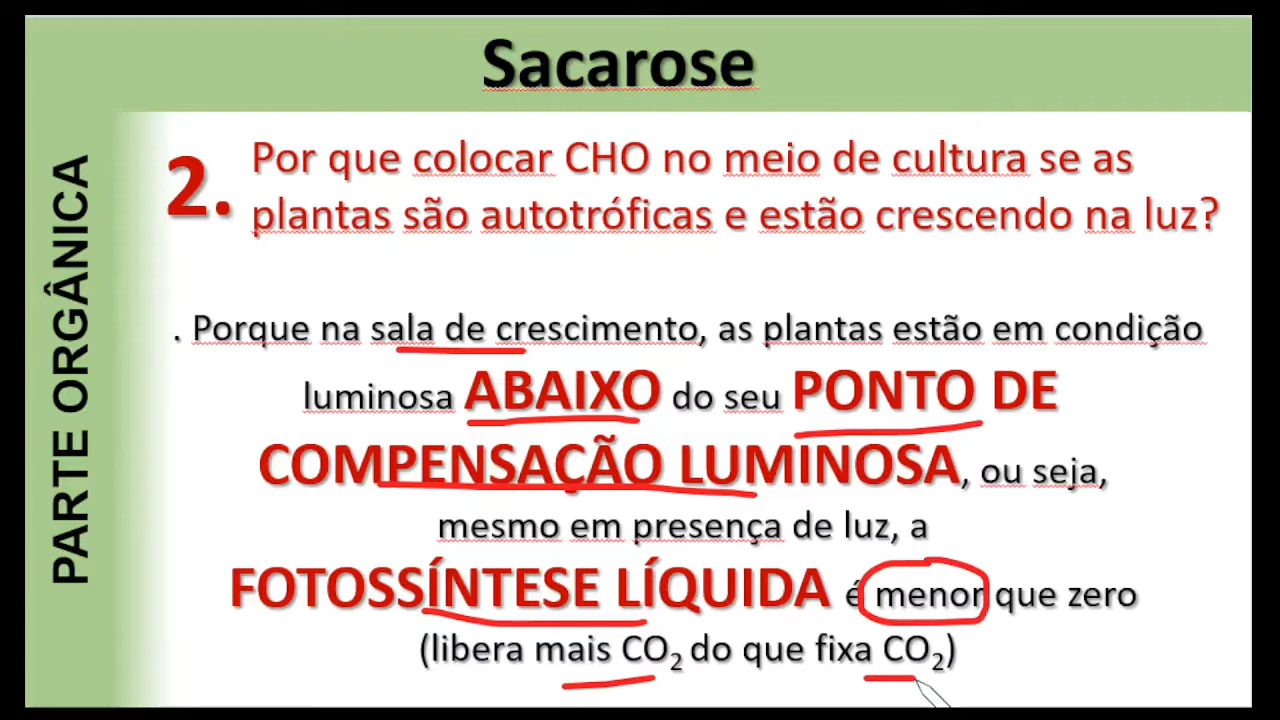 Sacarose
PARTE ORGÂNICA
2. Por que colocar CHO no meio de cultura se as
plantas são autotróficas e estão crescendo na luz?
. Porque na sala de crescimento, as plantas estão em condição
luminosa ABAIXO do seu PONTO DE
COMPENSAÇÃO LUMINOSA, ou seja,
mesmo em presença de luz, a
FOTOSSÍNTESE LÍQUIDA é menor que zero
(libera mais CO₂ do que fixa CO₂)